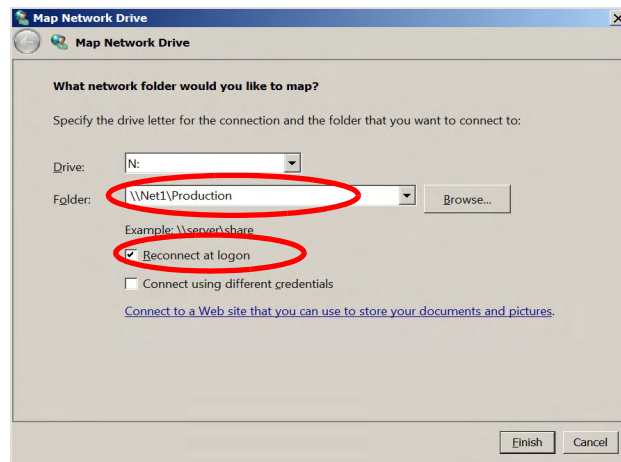 Map Network Drive
Map Network Drive
What network folder would you like to map?
Specify the drive letter for the connection and the folder that you want to connect to:
Drive: N:
Folder: \\Net1\Production Browse...
Example: \\server\share
Reconnect at logon
Connect using different credentials
Connect to a Web site that you can use to store your documents and pictures.
Finish Cancel